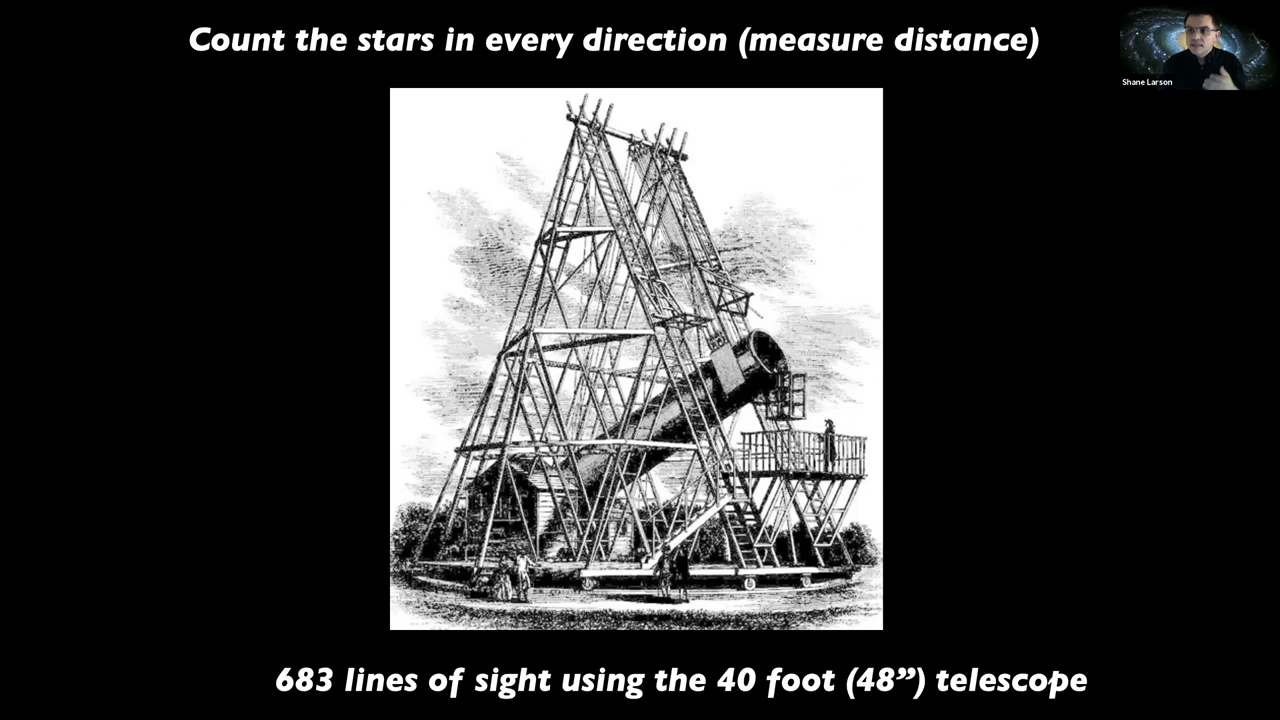 Count the stars in every direction (measure distance)
Shane Larson
683 lines of sight using the 40 foot (48”) telescope